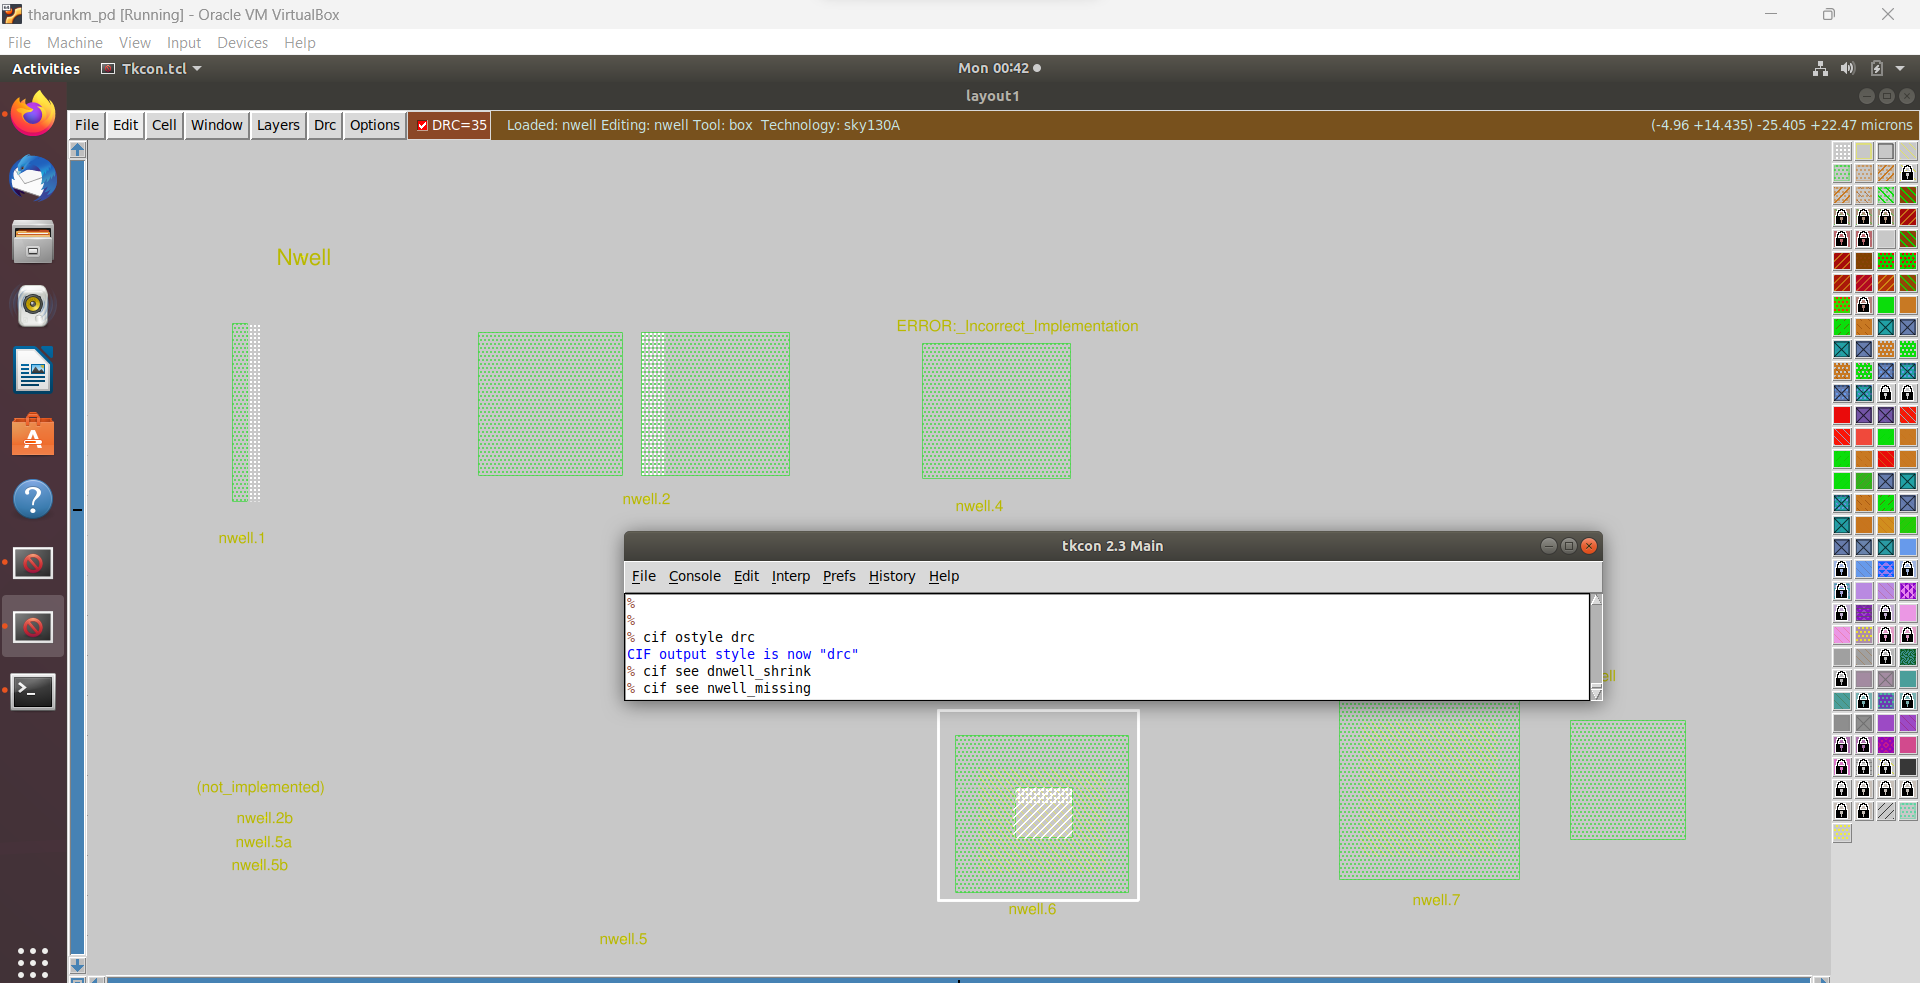 tharunkm_pd [Running] - Oracle VM VirtualBox
File Machine View Input Devices Help
Activities Tkcon.tcl Mon 00:42
layout1
File Edit Cell Window Layers Drc Options DRC=35 Loaded: nwell Editing: nwell Tool: box Technology: sky130A (-4.96 +14.435) -25.405 +22.47 microns
Nwell
ERROR:_Incorrect_Implementation
nwell.2
nwell.4
nwell.1
tkcon 2.3 Main
File Console Edit Interp Prefs History Help
%
%
% cif ostyle drc
CIF output style is now "drc"
% cif see dnwell_shrink
% cif see nwell_missing
ell
(not_implemented)
nwell.2b
nwell.5a
nwell.5b
nwell.7
nwell.6
nwell.5